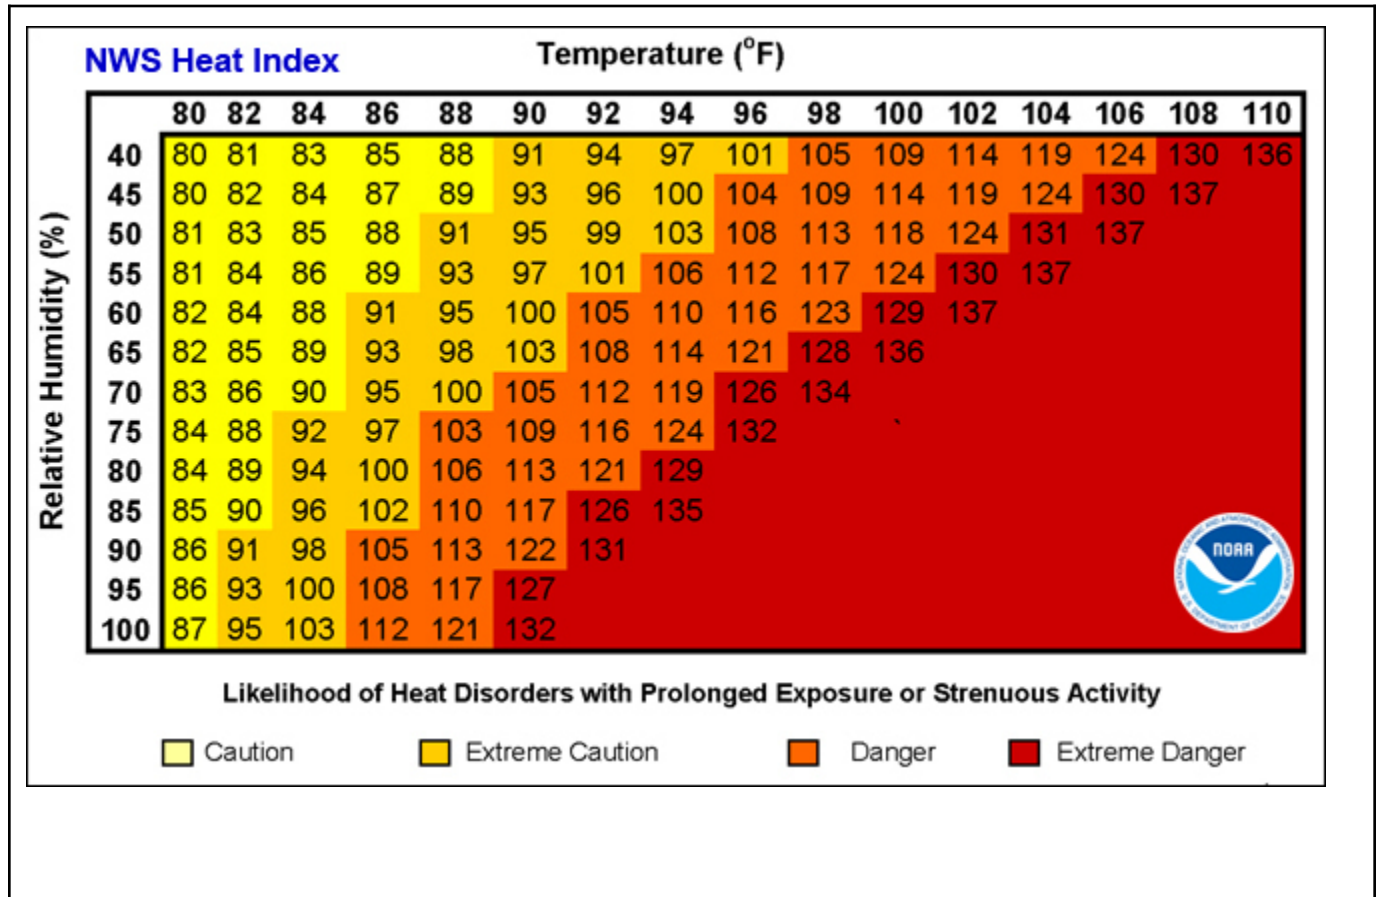 NWS Heat Index
Temperature (°F)
80 82 84 86 88 90 92 94 96 98 100 102 104 106 108 110
Relative Humidity (%)
40 80 81 83 85 88 91 94 97 101 105 109 114 119 124 130 136
45 80 82 84 87 89 93 96 100 104 109 114 119 124 130 137
50 81 83 85 88 91 95 99 103 108 113 118 124 131 137
55 81 84 86 89 93 97 101 106 112 117 124 130 137
60 82 84 88 91 95 100 105 110 116 123 129 137
65 82 85 89 93 98 103 108 114 121 128 136
70 83 86 90 95 100 105 112 119 126 134
75 84 88 92 97 103 109 116 124 132
80 84 89 94 100 106 113 121 129
85 85 90 96 102 110 117 126 135
90 86 91 98 105 113 122 131
95 86 93 100 108 117 127
100 87 95 103 112 121 132
NATIONAL OCEANIC AND ATMOSPHERIC ADMINISTRATION
NOAA
U.S. DEPARTMENT OF COMMERCE
Likelihood of Heat Disorders with Prolonged Exposure or Strenuous Activity
Caution
Extreme Caution
Danger
Extreme Danger